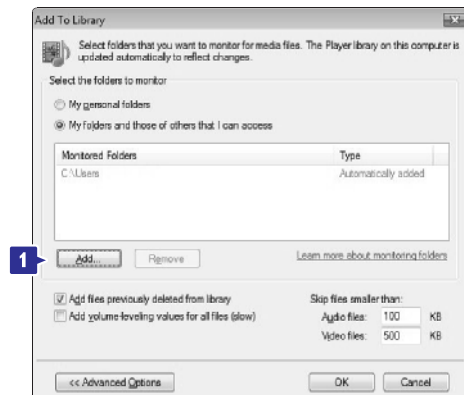 Add To Library
Select folders that you want to monitor for media files. The Player library on this computer is
updated automatically to reflect changes.
Select the folders to monitor
My personal folders
My folders and those of others that I can access
Monitored Folders Type
C:\Users Automatically added
1
Add... Remove Learn more about monitoring folders
Add files previously deleted from library
Add volume-leveling values for all files (slow)
Skip files smaller than:
Audio files: 100 KB
Video files: 500 KB
<< Advanced Options OK Cancel